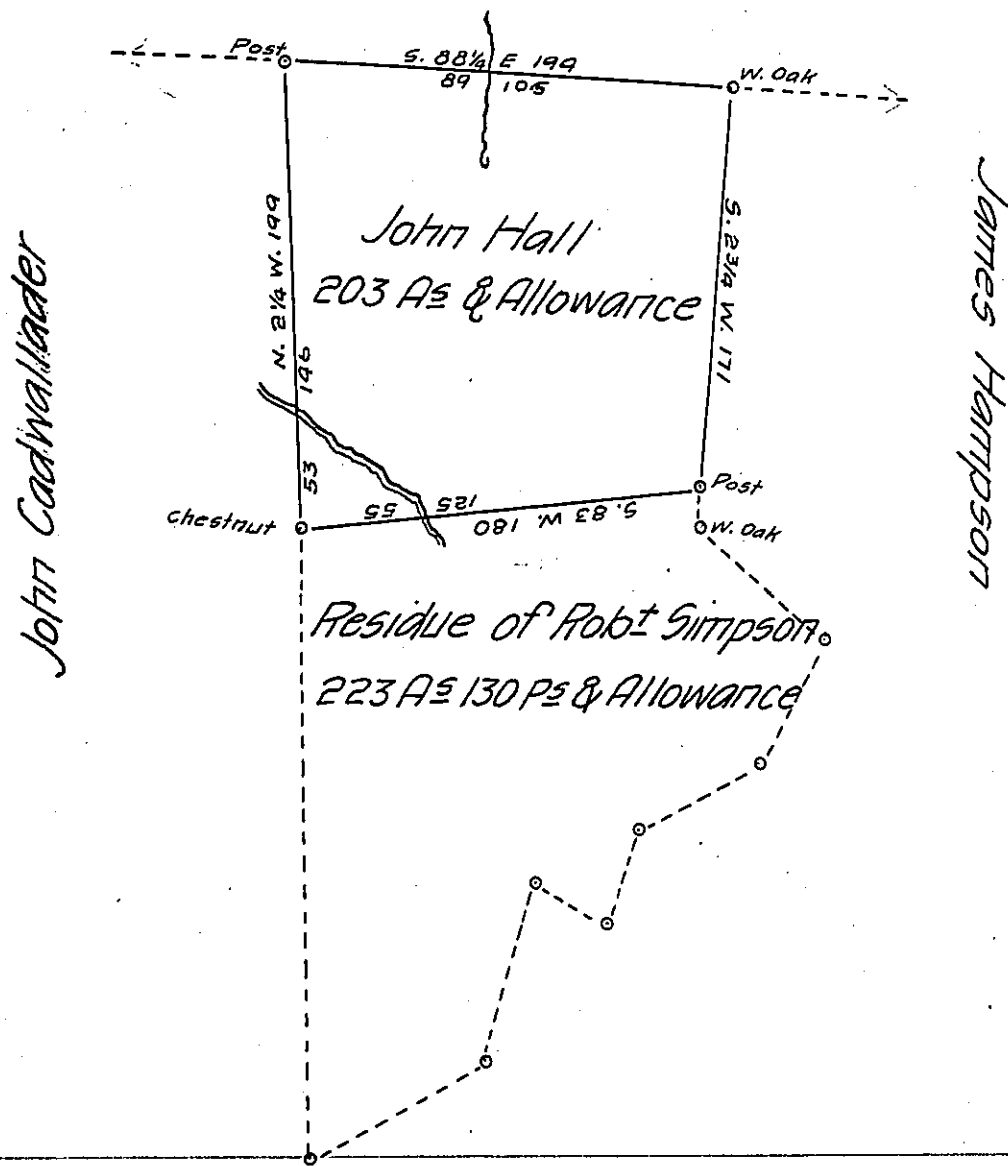 Post
S. 88¼ E 194
89 105
W. Oak
N. 2¼ W. 199
146
53
John Hall
203 As & Allowance
S. 2¾ W. 171
John Cadwallader
James Hampson
chestnut
55 125
S. 83 W. 180
Post
W. Oak
Residue of Robt Simpson
223 As 130 Ps & Allowance